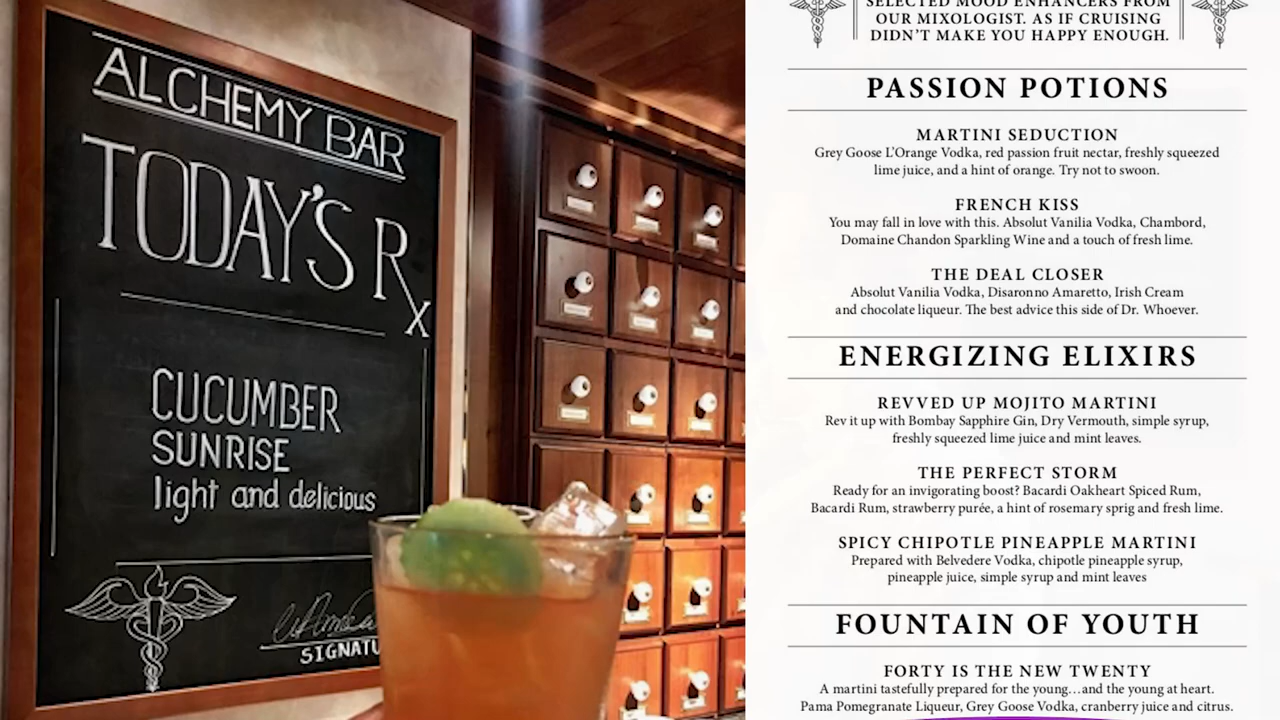 ALCHEMY BAR
TODAY'S Rx
CUCUMBER
SUNRISE
light and delicious
SELECTED MOOD ENHANCERS FROM
OUR MIXOLOGIST. AS IF CRUISING
DIDN'T MAKE YOU HAPPY ENOUGH.
PASSION POTIONS
MARTINI SEDUCTION
Grey Goose L'Orange Vodka, red passion fruit nectar, freshly squeezed
lime juice, and a hint of orange. Try not to swoon.
FRENCH KISS
You may fall in love with this. Absolut Vanilia Vodka, Chambord,
Domaine Chandon Sparkling Wine and a touch of fresh lime.
THE DEAL CLOSER
Absolut Vanilia Vodka, Disaronno Amaretto, Irish Cream
and chocolate liqueur. The best advice this side of Dr. Whoever.
ENERGIZING ELIXIRS
REVVED UP MOJITO MARTINI
Rev it up with Bombay Sapphire Gin, Dry Vermouth, simple syrup,
freshly squeezed lime juice and mint leaves.
THE PERFECT STORM
Ready for an invigorating boost? Bacardi Oakheart Spiced Rum,
Bacardi Rum, strawberry purée, a hint of rosemary sprig and fresh lime.
SPICY CHIPOTLE PINEAPPLE MARTINI
Prepared with Belvedere Vodka, chipotle pineapple syrup,
pineapple juice, simple syrup and mint leaves
FOUNTAIN OF YOUTH
FORTY IS THE NEW TWENTY
A martini tastefully prepared for the young…and the young at heart.
Pama Pomegranate Liqueur, Grey Goose Vodka, cranberry juice and citrus.